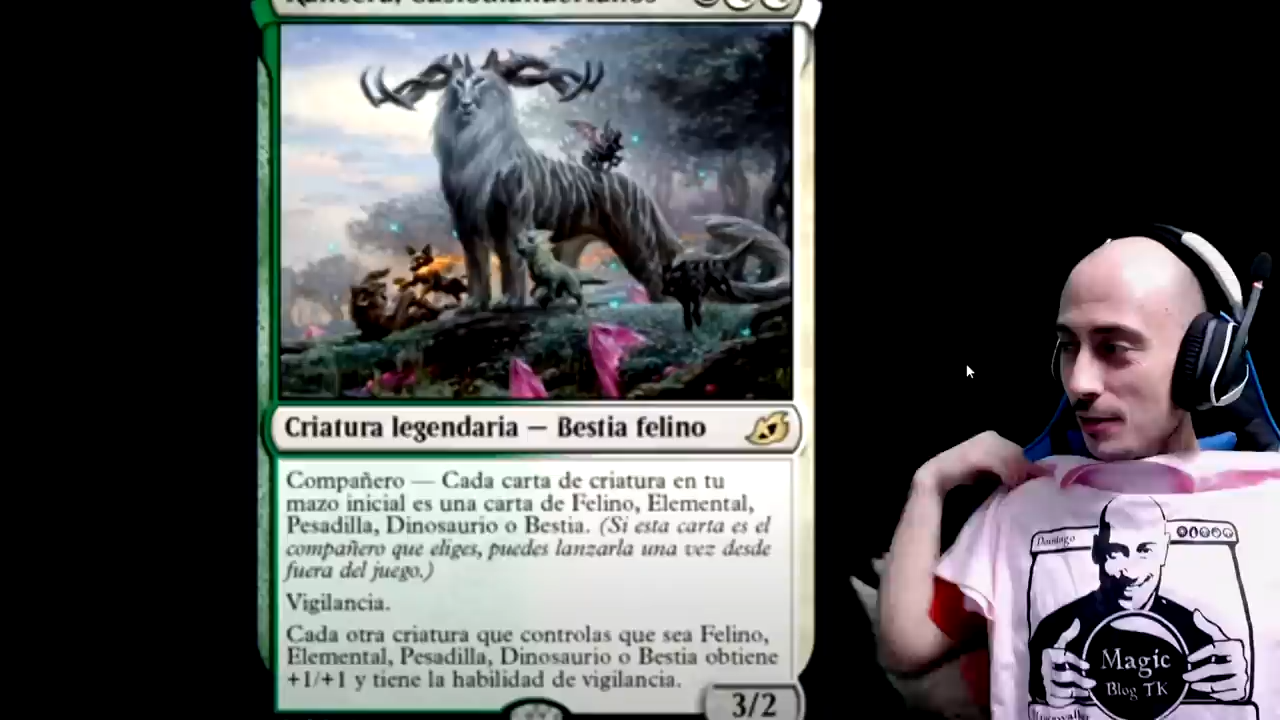 Criatura legendaria — Bestia felino
Compañero — Cada carta de criatura en tu
mazo inicial es una carta de Felino, Elemental,
Pesadilla, Dinosaurio o Bestia. (Si esta carta es el
compañero que eliges, puedes lanzarla una vez desde
fuera del juego.)
Vigilancia.
Cada otra criatura que controlas que sea Felino,
Elemental, Pesadilla, Dinosaurio o Bestia obtiene
+1/+1 y tiene la habilidad de vigilancia.
3/2
Domingo
Magic
Blog TK